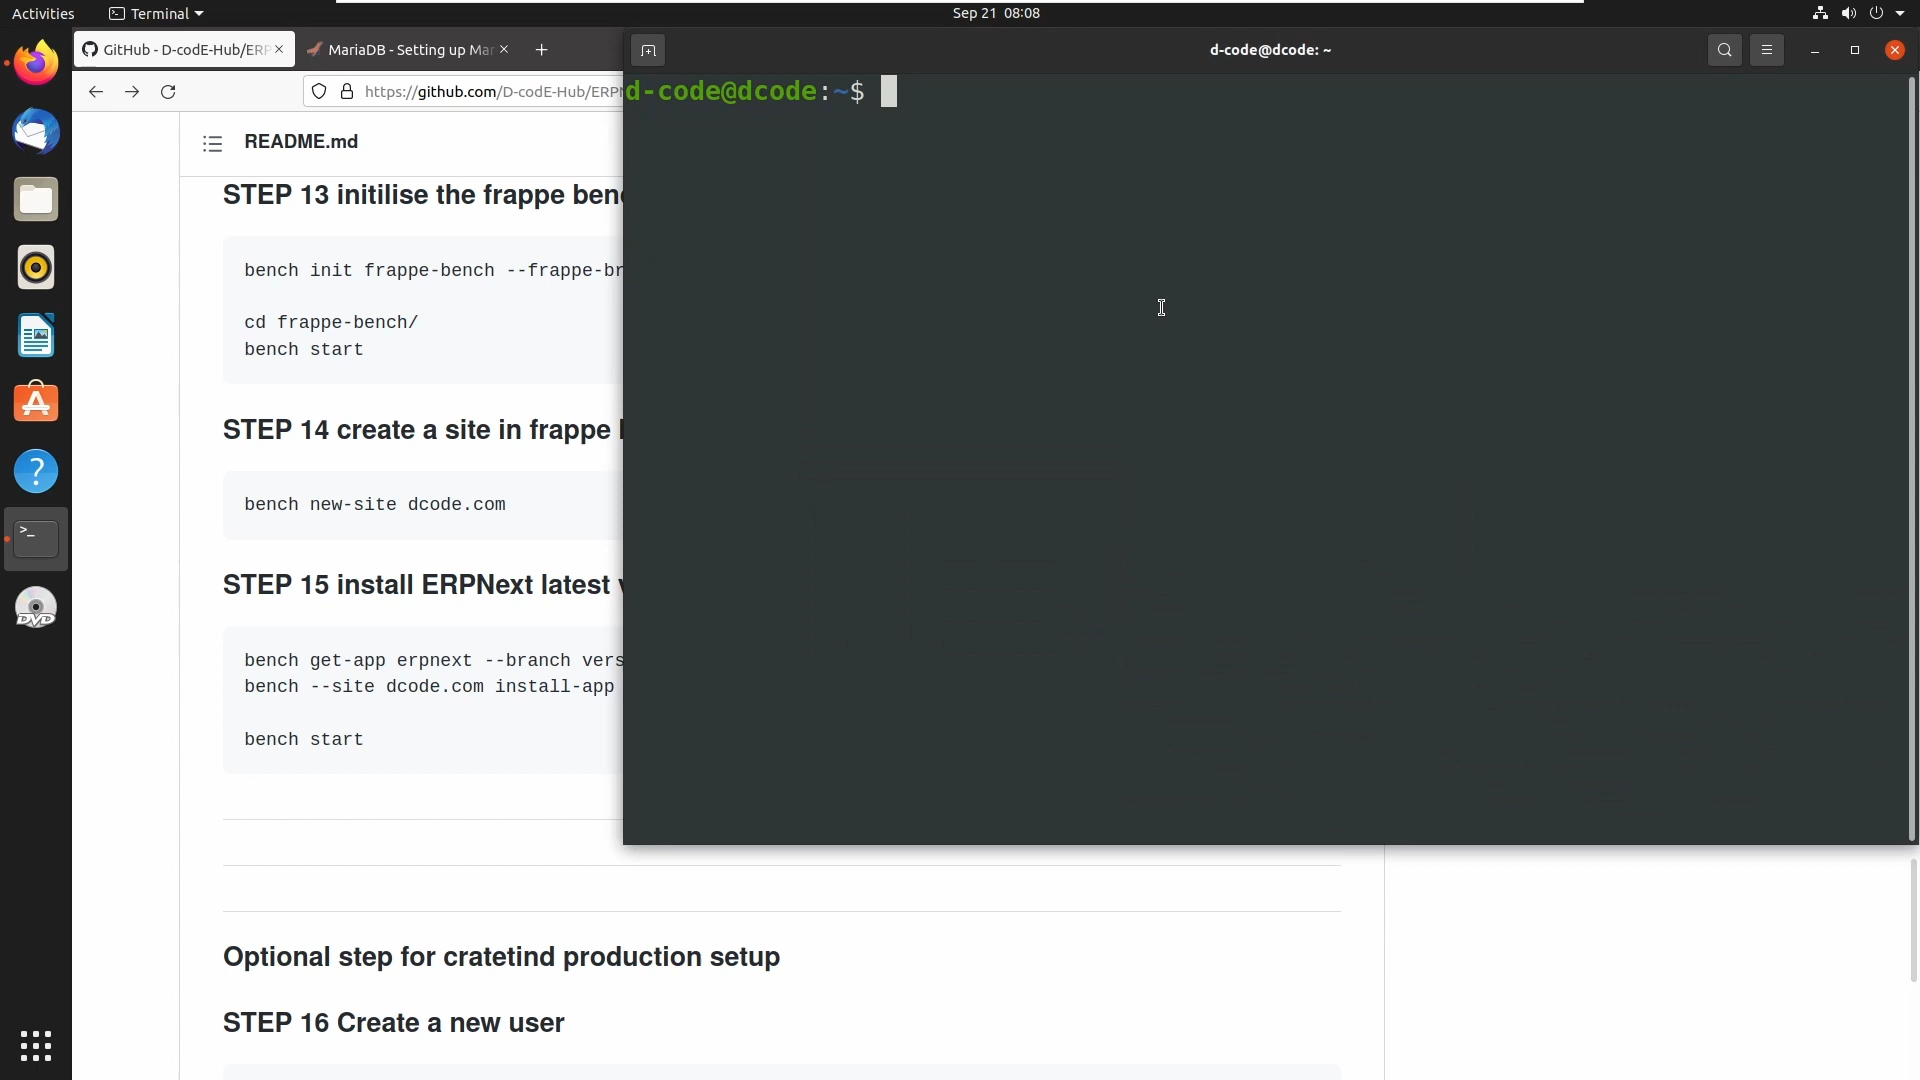 Activities
Terminal
Sep 21 08:08
GitHub - D-codE-Hub/ERP
MariaDB - Setting up Mar
d-code@dcode: ~
https://github.com/D-codE-Hub/ERPN
d-code@dcode:~$
README.md
STEP 13 initilise the frappe benc
bench init frappe-bench --frappe-br
cd frappe-bench/
bench start
STEP 14 create a site in frappe
bench new-site dcode.com
STEP 15 install ERPNext latest v
bench get-app erpnext --branch vers
bench --site dcode.com install-app
bench start
Optional step for cratetind production setup
STEP 16 Create a new user
>_
DVD